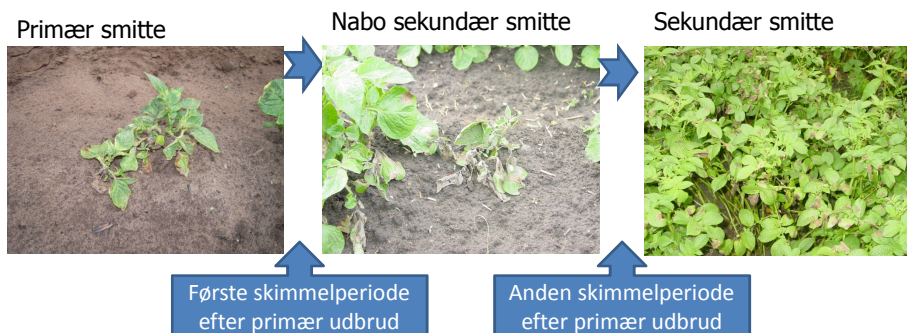 Primær smitte
Nabo sekundær smitte
Sekundær smitte
Første skimmelperiode
efter primær udbrud
Anden skimmelperiode
efter primær udbrud